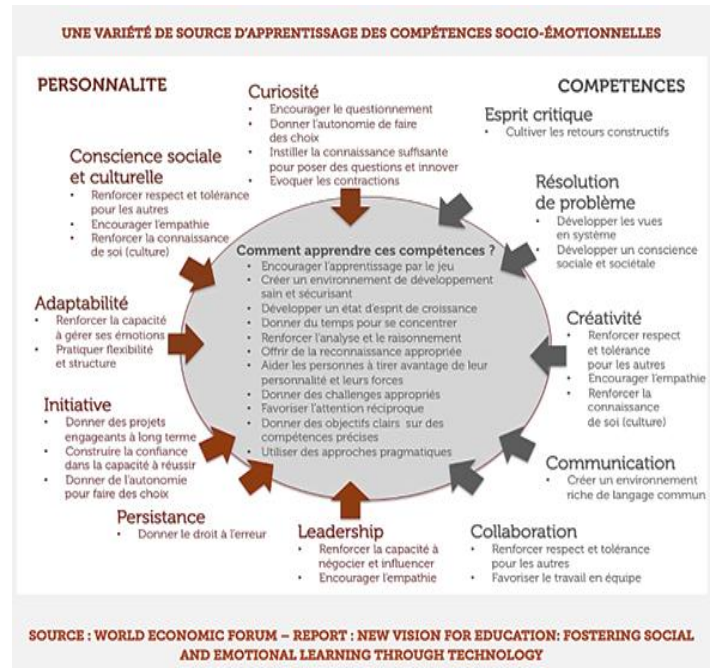 UNE VARIÉTÉ DE SOURCE D'APPRENTISSAGE DES COMPÉTENCES SOCIO-ÉMOTIONNELLES
PERSONNALITE
Curiosité
• Encourager le questionnement
• Donner l'autonomie de faire
des choix
• Instiller la connaissance suffisante
pour poser des questions et innover
• Evoquer les contractions
COMPETENCES
Esprit critique
• Cultiver les retours constructifs
Conscience sociale
et culturelle
• Renforcer respect et tolérance
pour les autres
• Encourager l'empathie
• Renforcer la connaissance
de soi (culture)
Résolution
de problème
• Développer les vues
en système
• Développer un conscience
sociale et sociétale
Comment apprendre ces compétences ?
• Encourager l'apprentissage par le jeu
• Créer un environnement de développement
sain et sécurisant
• Développer un état d'esprit de croissance
• Donner du temps pour se concentrer
• Renforcer l'analyse et le raisonnement
• Offrir de la reconnaissance appropriée
• Aider les personnes à tirer avantage de leur
personnalité et leurs forces
• Donner des challenges appropriés
• Favoriser l'attention réciproque
• Donner des objectifs clairs sur des
compétences précises
• Utiliser des approches pragmatiques
Adaptabilité
• Renforcer la capacité
à gérer ses émotions
• Pratiquer flexibilité
et structure
Créativité
• Renforcer respect
et tolérance
pour les autres
• Encourager l'empathie
• Renforcer la
connaissance
de soi (culture)
Initiative
• Donner des projets
engageants à long terme
• Construire la confiance
dans la capacité à réussir
• Donner de l'autonomie
pour faire des choix
Communication
• Créer un environnement
riche de langage commun
Persistance
• Donner le droit à l'erreur
Leadership
• Renforcer la capacité à
négocier et influencer
• Encourager l'empathie
Collaboration
• Renforcer respect et tolérance
pour les autres
• Favoriser le travail en équipe
SOURCE : WORLD ECONOMIC FORUM – REPORT : NEW VISION FOR EDUCATION: FOSTERING SOCIAL
AND EMOTIONAL LEARNING THROUGH TECHNOLOGY